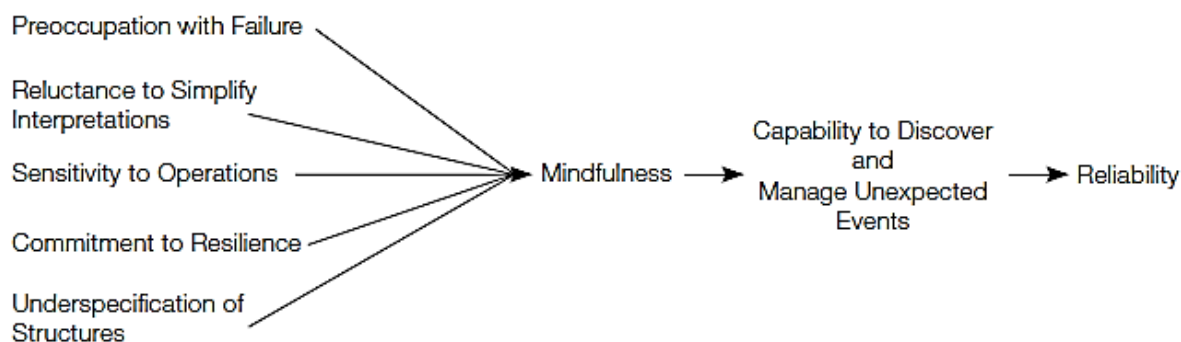 Preoccupation with Failure
Reluctance to Simplify
Interpretations
Sensitivity to Operations
Commitment to Resilience
Underspecification of
Structures
Mindfulness
Capability to Discover
and
Manage Unexpected
Events
Reliability